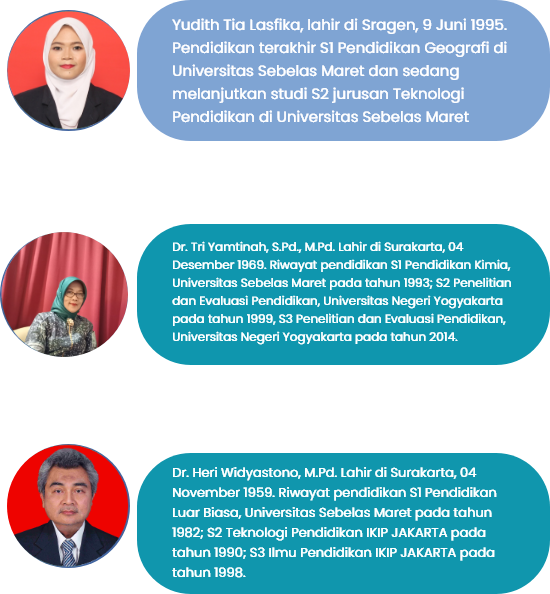 Yudith Tia Lasfika, lahir di Sragen, 9 Juni 1995.
Pendidikan terakhir S1 Pendidikan Geografi di
Universitas Sebelas Maret dan sedang
melanjutkan studi S2 jurusan Teknologi
Pendidikan di Universitas Sebelas Maret
Dr. Tri Yamtinah, S.Pd., M.Pd. Lahir di Surakarta, 04
Desember 1969. Riwayat pendidikan S1 Pendidikan Kimia,
Universitas Sebelas Maret pada tahun 1993; S2 Penelitian
dan Evaluasi Pendidikan, Universitas Negeri Yogyakarta
pada tahun 1999, S3 Penelitian dan Evaluasi Pendidikan,
Universitas Negeri Yogyakarta pada tahun 2014.
Dr. Heri Widyastono, M.Pd. Lahir di Surakarta, 04
November 1959. Riwayat pendidikan S1 Pendidikan
Luar Biasa, Universitas Sebelas Maret pada tahun
1982; S2 Teknologi Pendidikan IKIP JAKARTA pada
tahun 1990; S3 Ilmu Pendidikan IKIP JAKARTA pada
tahun 1998.